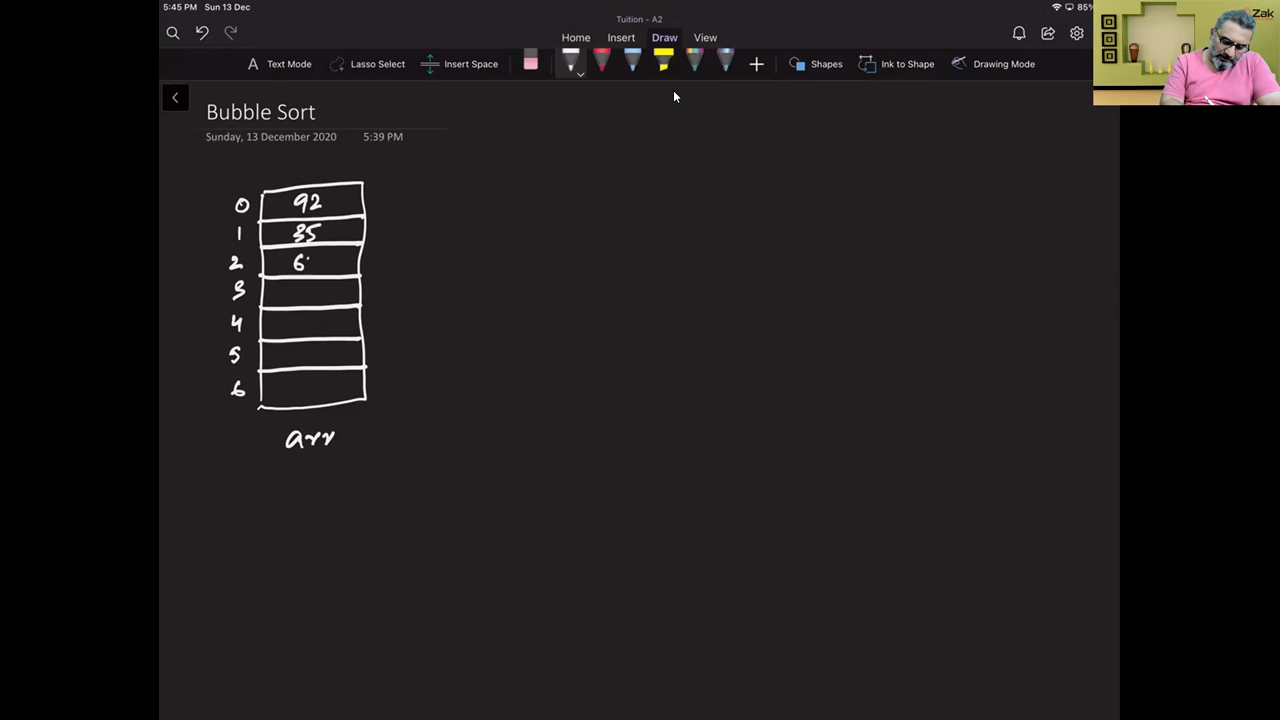 5:45 PM Sun 13 Dec
85%
Tuition - A2
Home Insert Draw View
Text Mode Lasso Select Insert Space Shapes Ink to Shape Drawing Mode
Zak
Bubble Sort
Sunday, 13 December 2020 5:39 PM
0 92
1 35
2 6
3
4
5
6
arr